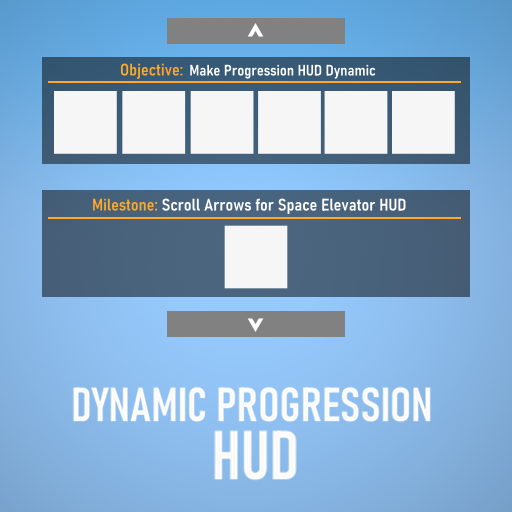 Objective: Make Progression HUD Dynamic
Milestone: Scroll Arrows for Space Elevator HUD
DYNAMIC PROGRESSION
HUD